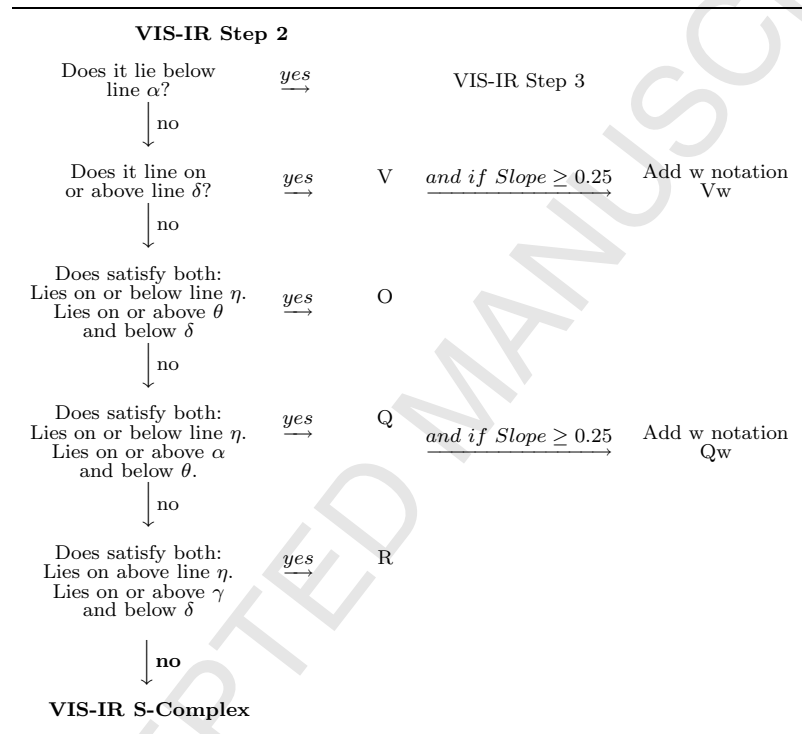 VIS-IR Step 2
Does it lie below
line α?
yes
→
VIS-IR Step 3
no
Does it line on
or above line δ?
yes
→
V
and if Slope ≥ 0.25
Add w notation
Vw
no
Does satisfy both:
Lies on or below line η.
Lies on or above θ
and below δ
yes
→
O
no
Does satisfy both:
Lies on or below line η.
Lies on or above α
and below θ.
yes
→
Q
and if Slope ≥ 0.25
Add w notation
Qw
no
Does satisfy both:
Lies on above line η.
Lies on or above γ
and below δ
yes
→
R
no
VIS-IR S-Complex
PTED MANUSCI